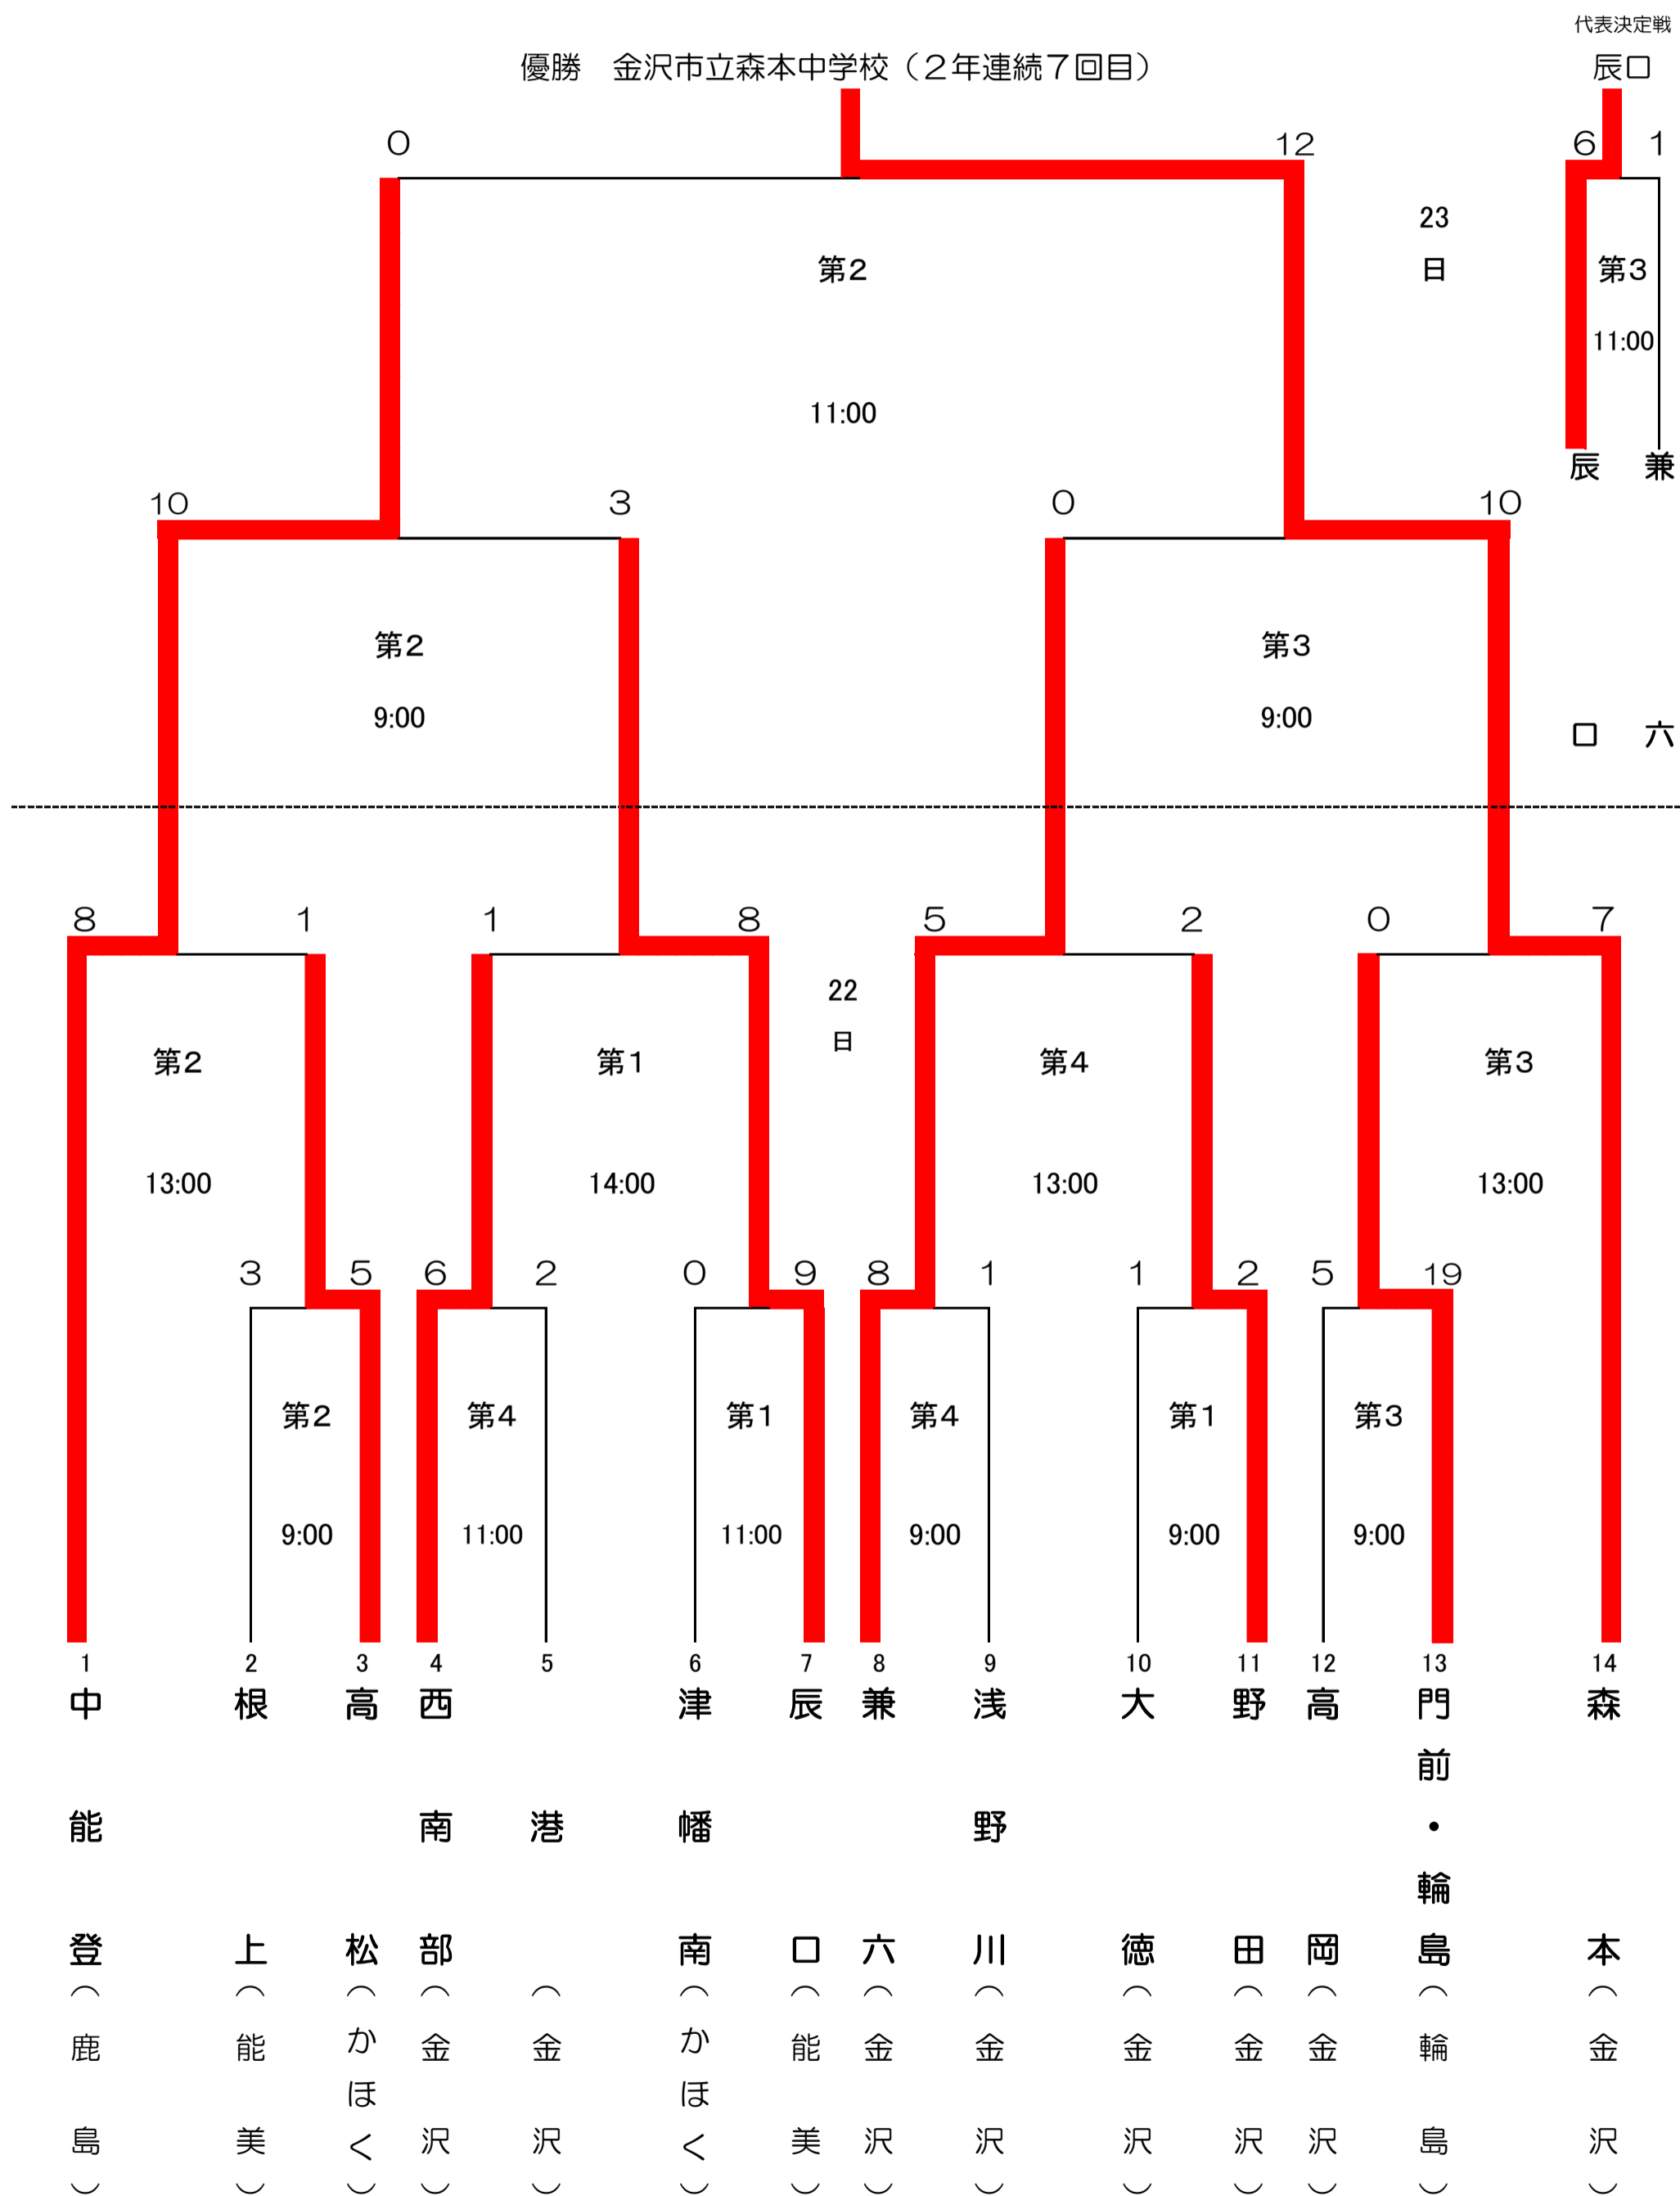 代表決定戦
優勝　金沢市立森本中学校（２年連続７回目）
辰口
0 12
6 1
23
日
第2
11:00
第3
11:00
辰口
兼六
10 3 0 10
第2 第3
9:00 9:00
8 1 1 8 5 2 0 7
22
日
第2 第1 第4 第3
13:00 14:00 13:00 13:00
3 5 6 2 0 9 8 1 1 2 5 19
第2 第4 第1 第4 第1 第3
9:00 11:00 11:00 9:00 9:00 9:00
1 2 3 4 5 6 7 8 9 10 11 12 13 14
中能登（鹿島）
根上（能美）
高松（かほく）
西南部（金沢）
港（金沢）
津幡南（かほく）
辰口（能美）
兼六（金沢）
浅野川（金沢）
大徳（金沢）
野田（金沢）
高岡（金沢）
門前・輪島（輪島）
森本（金沢）